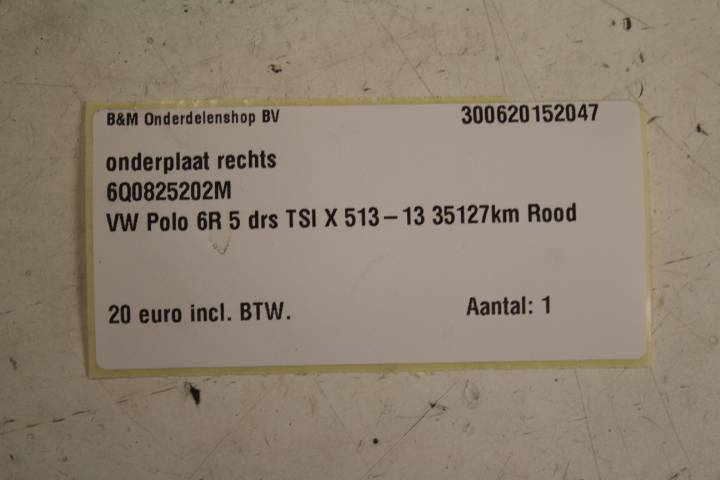 B&M Onderdelenshop BV 300620152047
onderplaat rechts
6Q0825202M
VW Polo 6R 5 drs TSI X 513-13 35127km Rood
20 euro incl. BTW. Aantal: 1